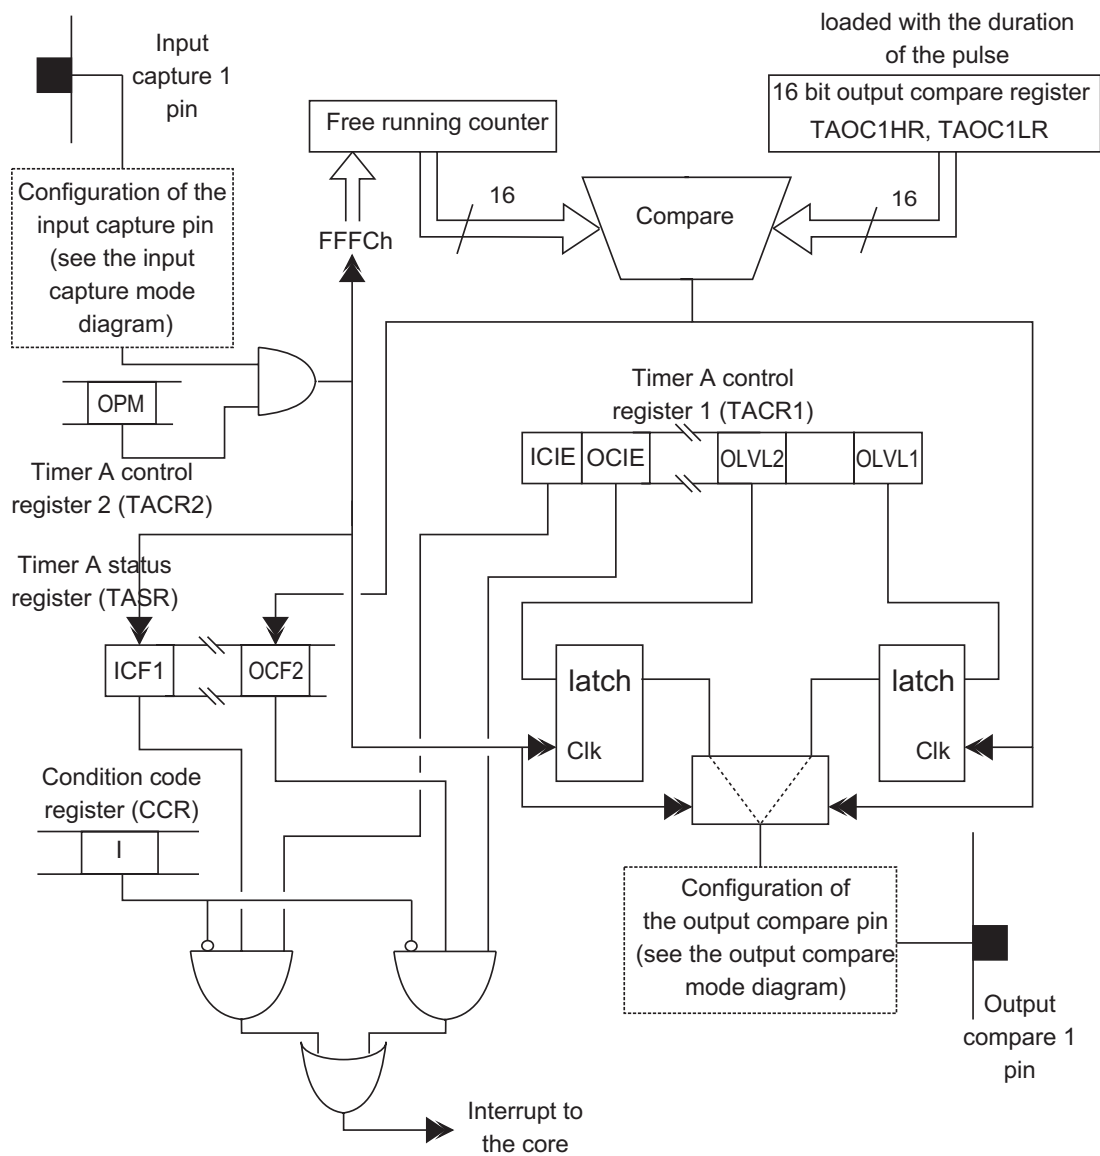 Input
capture 1
pin
loaded with the duration
of the pulse
16 bit output compare register
TAOC1HR, TAOC1LR
Free running counter
16
16
Compare
FFFCh
Configuration of the
input capture pin
(see the input
capture mode
diagram)
OPM
Timer A control
register 2 (TACR2)
Timer A control
register 1 (TACR1)
ICIE
OCIE
OLVL2
OLVL1
Timer A status
register (TASR)
ICF1
OCF2
latch
Clk
latch
Clk
Condition code
register (CCR)
I
Configuration of
the output compare pin
(see the output compare
mode diagram)
Output
compare 1
pin
Interrupt to
the core